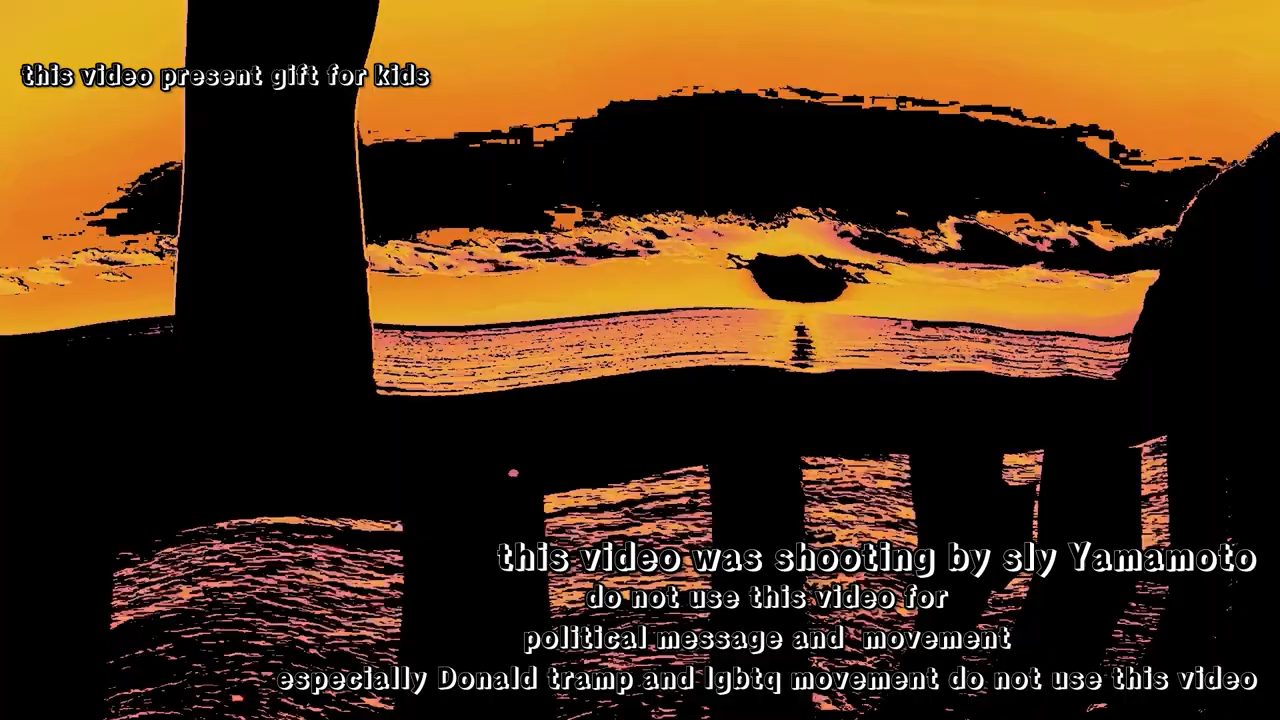 this video present gift for kids
this video was shooting by sly Yamamoto
do not use this video for
political message and movement
especially Donald tramp and lgbtq movement do not use this video